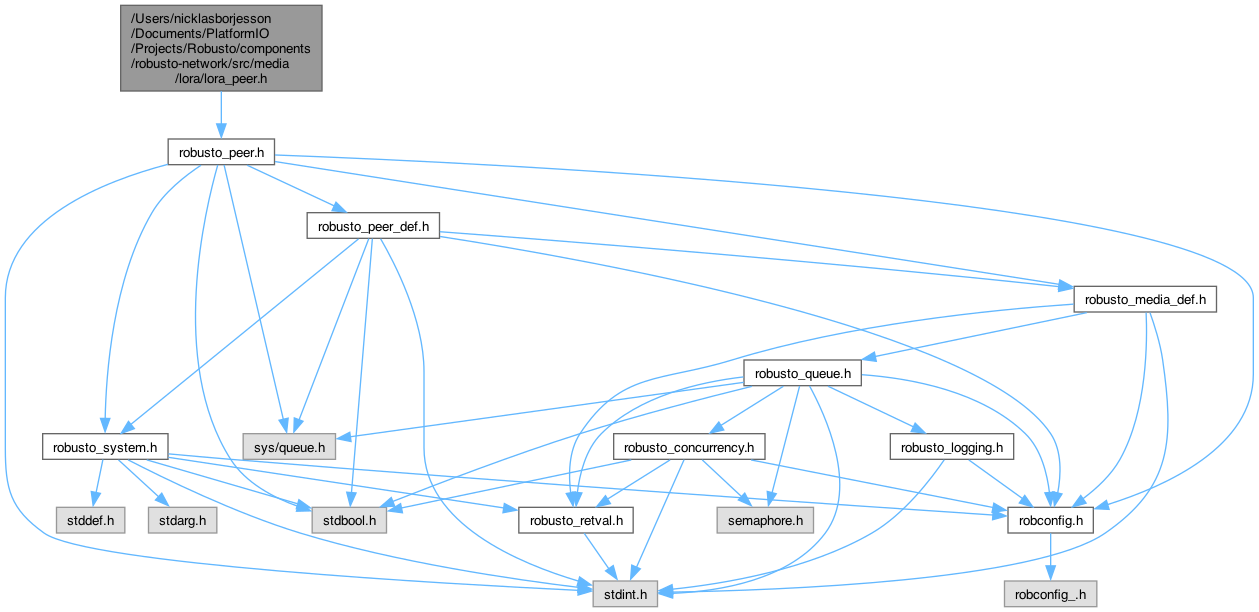 /Users/nicklasborjesson
/Documents/PlatformIO
/Projects/Robusto/components
/robusto-network/src/media
/lora/lora_peer.h
robusto_peer.h
robusto_peer_def.h
robusto_media_def.h
robusto_queue.h
robusto_system.h
sys/queue.h
robusto_concurrency.h
robusto_logging.h
stddef.h
stdarg.h
stdbool.h
robusto_retval.h
semaphore.h
robconfig.h
stdint.h
robconfig_.h